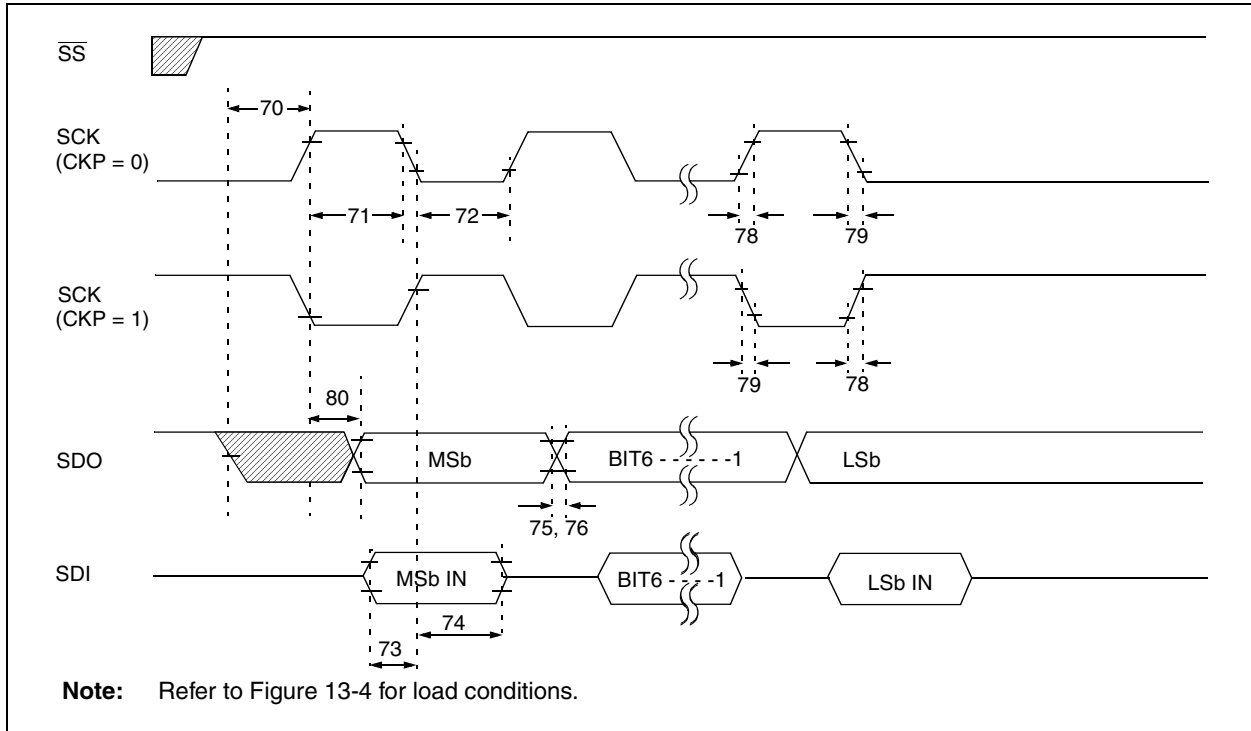 SS
70
SCK
(CKP = 0)
71
72
78
79
SCK
(CKP = 1)
79
78
80
SDO
MSb
BIT6 - - - - - - -1
LSb
75, 76
SDI
MSb IN
BIT6 - - - - -1
LSb IN
74
73
Note: Refer to Figure 13-4 for load conditions.